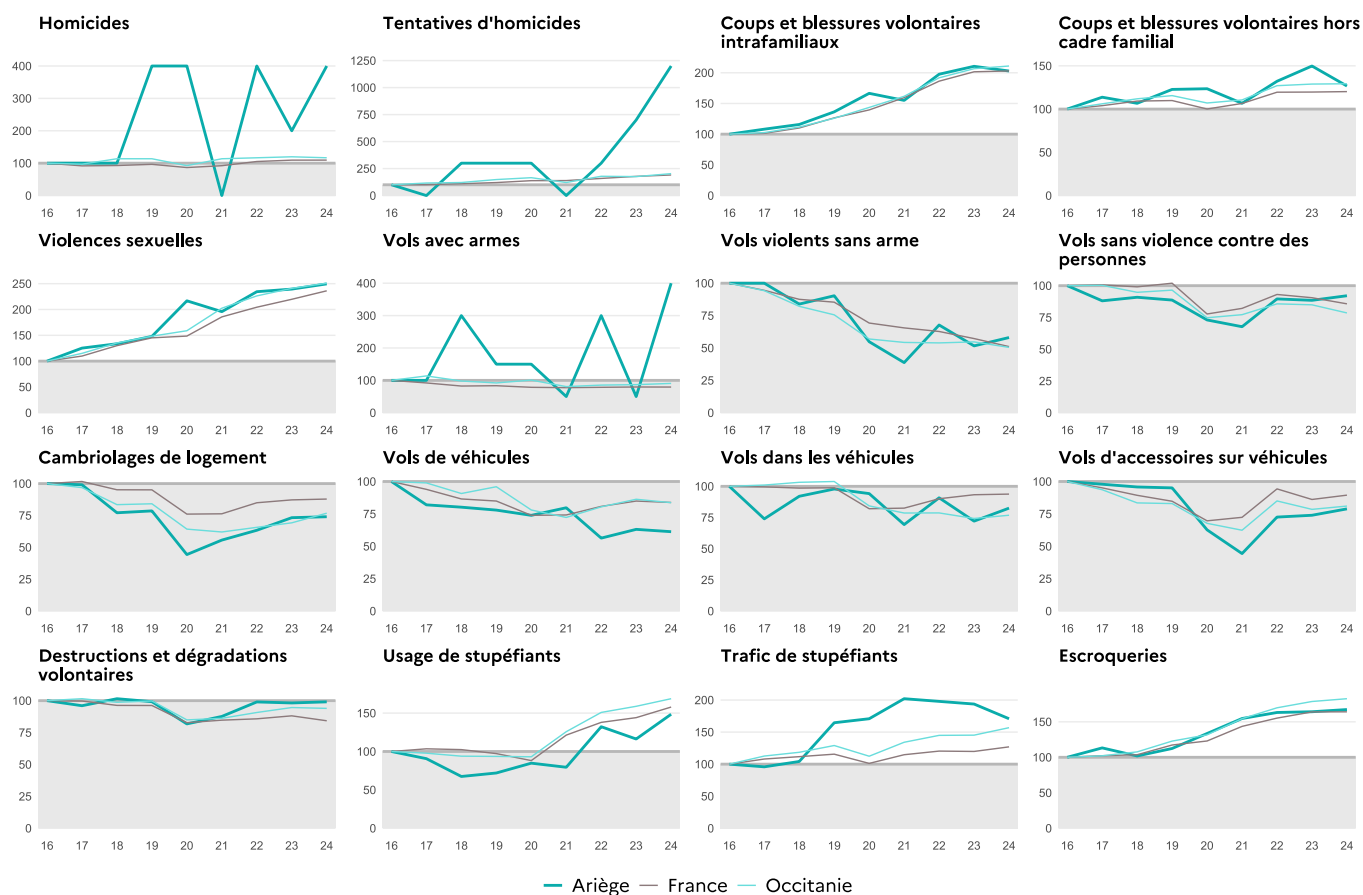 Homicides
400
300
200
100
0
16 17 18 19 20 21 22 23 24
Tentatives d'homicides
1250
1000
750
500
250
0
16 17 18 19 20 21 22 23 24
Coups et blessures volontaires
intrafamiliaux
200
150
100
50
0
16 17 18 19 20 21 22 23 24
Coups et blessures volontaires hors
cadre familial
150
100
50
0
16 17 18 19 20 21 22 23 24
Violences sexuelles
250
200
150
100
50
0
16 17 18 19 20 21 22 23 24
Vols avec armes
400
300
200
100
0
16 17 18 19 20 21 22 23 24
Vols violents sans arme
100
75
50
25
0
16 17 18 19 20 21 22 23 24
Vols sans violence contre des
personnes
100
75
50
25
0
16 17 18 19 20 21 22 23 24
Cambriolages de logement
100
75
50
25
0
16 17 18 19 20 21 22 23 24
Vols de véhicules
100
75
50
25
0
16 17 18 19 20 21 22 23 24
Vols dans les véhicules
100
75
50
25
0
16 17 18 19 20 21 22 23 24
Vols d'accessoires sur véhicules
100
75
50
25
0
16 17 18 19 20 21 22 23 24
Destructions et dégradations
volontaires
100
75
50
25
0
16 17 18 19 20 21 22 23 24
Usage de stupéfiants
150
100
50
0
16 17 18 19 20 21 22 23 24
Trafic de stupéfiants
200
150
100
50
0
16 17 18 19 20 21 22 23 24
Escroqueries
150
100
50
0
16 17 18 19 20 21 22 23 24
Ariège France Occitanie